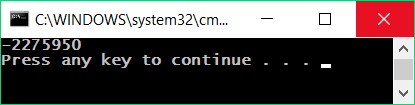 C:\WINDOWS\system32\cm...
-2275950
Press any key to continue . . .